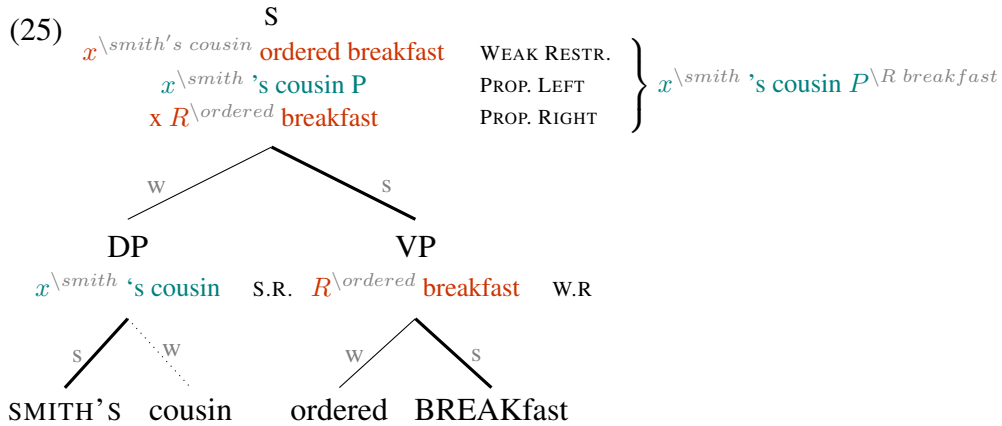 (25)
S
x\smith's cousin ordered breakfast WEAK RESTR.
x\smith 's cousin P PROP. LEFT x\smith 's cousin P\R breakfast
x R\ordered breakfast PROP. RIGHT
w s
DP VP
x\smith ‘s cousin S.R. R\ordered breakfast W.R
s w w s
SMITH’S cousin ordered BREAKfast